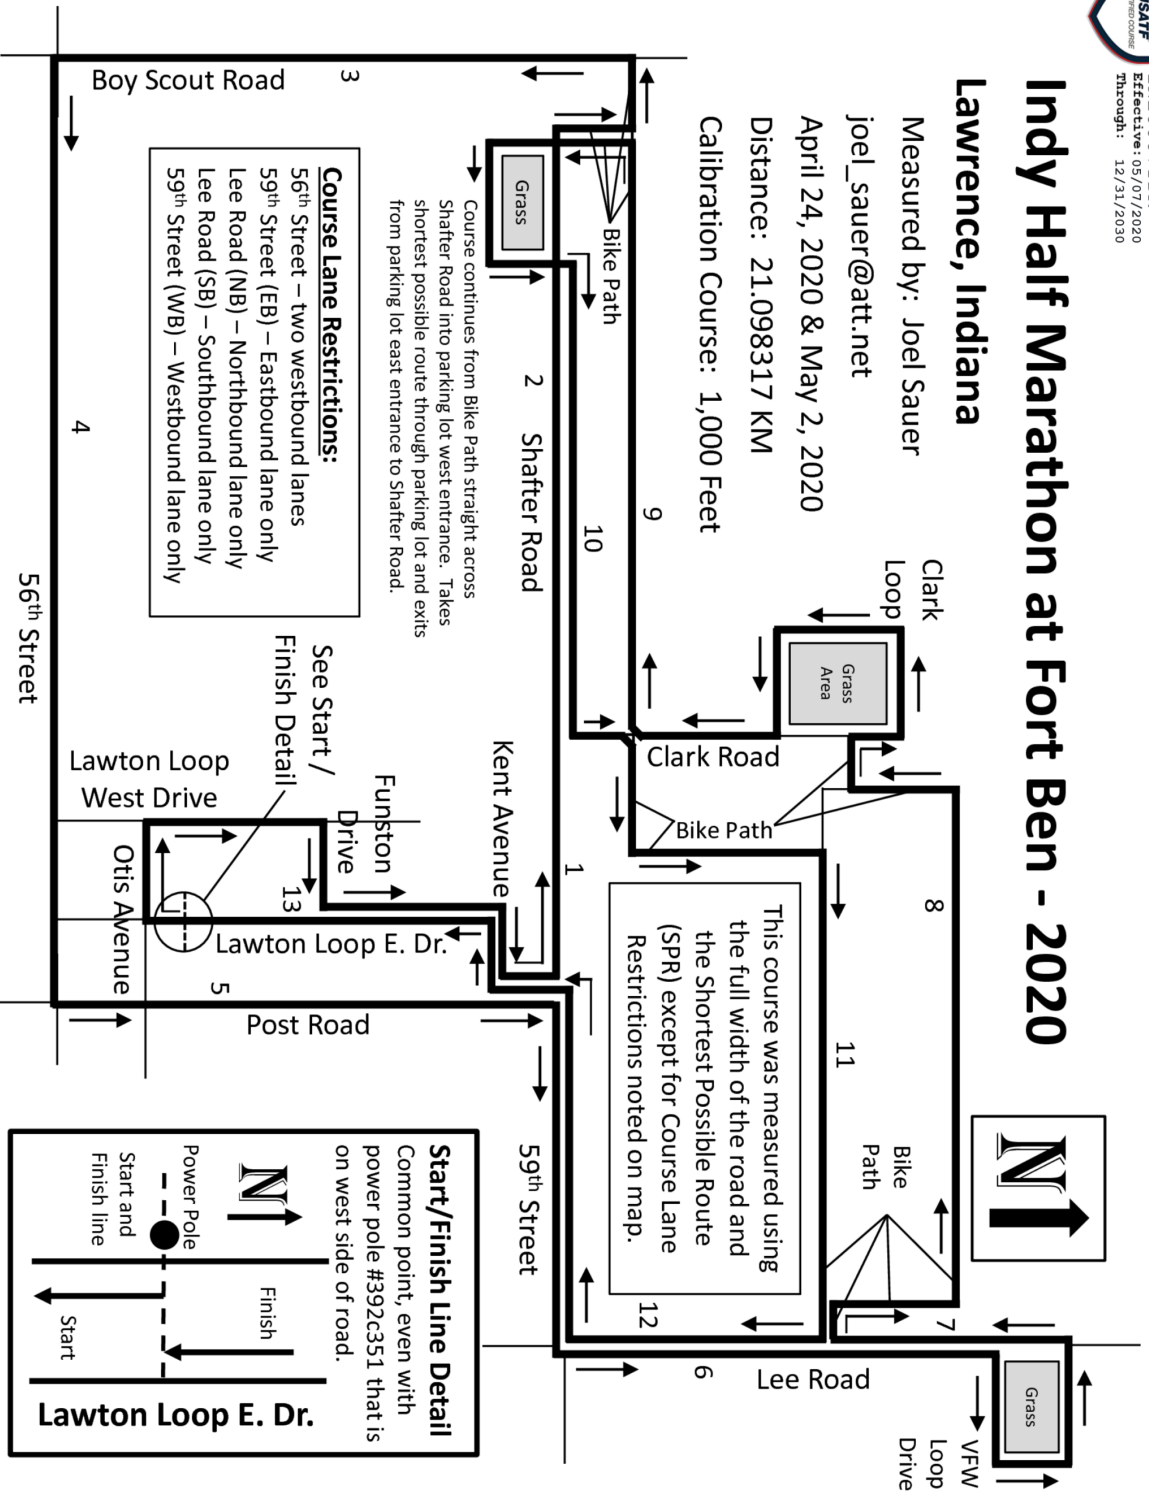 USATF
CERTIFIED COURSE
Effective: 05/07/2020
Through: 12/31/2030
Indy Half Marathon at Fort Ben - 2020
Lawrence, Indiana
Measured by: Joel Sauer
joel_sauer@att.net
April 24, 2020 & May 2, 2020
Distance: 21.098317 KM
Calibration Course: 1,000 Feet
N
Clark
Loop
Grass
Area
Grass
VFW
Loop
Drive
8
7
Bike
Path
11
Clark Road
Bike Path
This course was measured using
the full width of the road and
the Shortest Possible Route
(SPR) except for Course Lane
Restrictions noted on map.
Lee Road
6
12
9
10
Bike Path
Grass
1
2
Shafter Road
Kent Avenue
59th Street
Course continues from Bike Path straight across
Shafter Road into parking lot west entrance. Takes
shortest possible route through parking lot and exits
from parking lot east entrance to Shafter Road.
Boy Scout Road
3
Course Lane Restrictions:
56th Street – two westbound lanes
59th Street (EB) – Eastbound lane only
Lee Road (NB) – Northbound lane only
Lee Road (SB) – Southbound lane only
59th Street (WB) – Westbound lane only
See Start /
Finish Detail
Funston
Drive
13
Lawton Loop E. Dr.
Lawton Loop
West Drive
Otis Avenue
5
Post Road
4
56th Street
Start/Finish Line Detail
Common point, even with
power pole #392c351 that is
on west side of road.
N
Power Pole
Start and
Finish line
Finish
Start
Lawton Loop E. Dr.